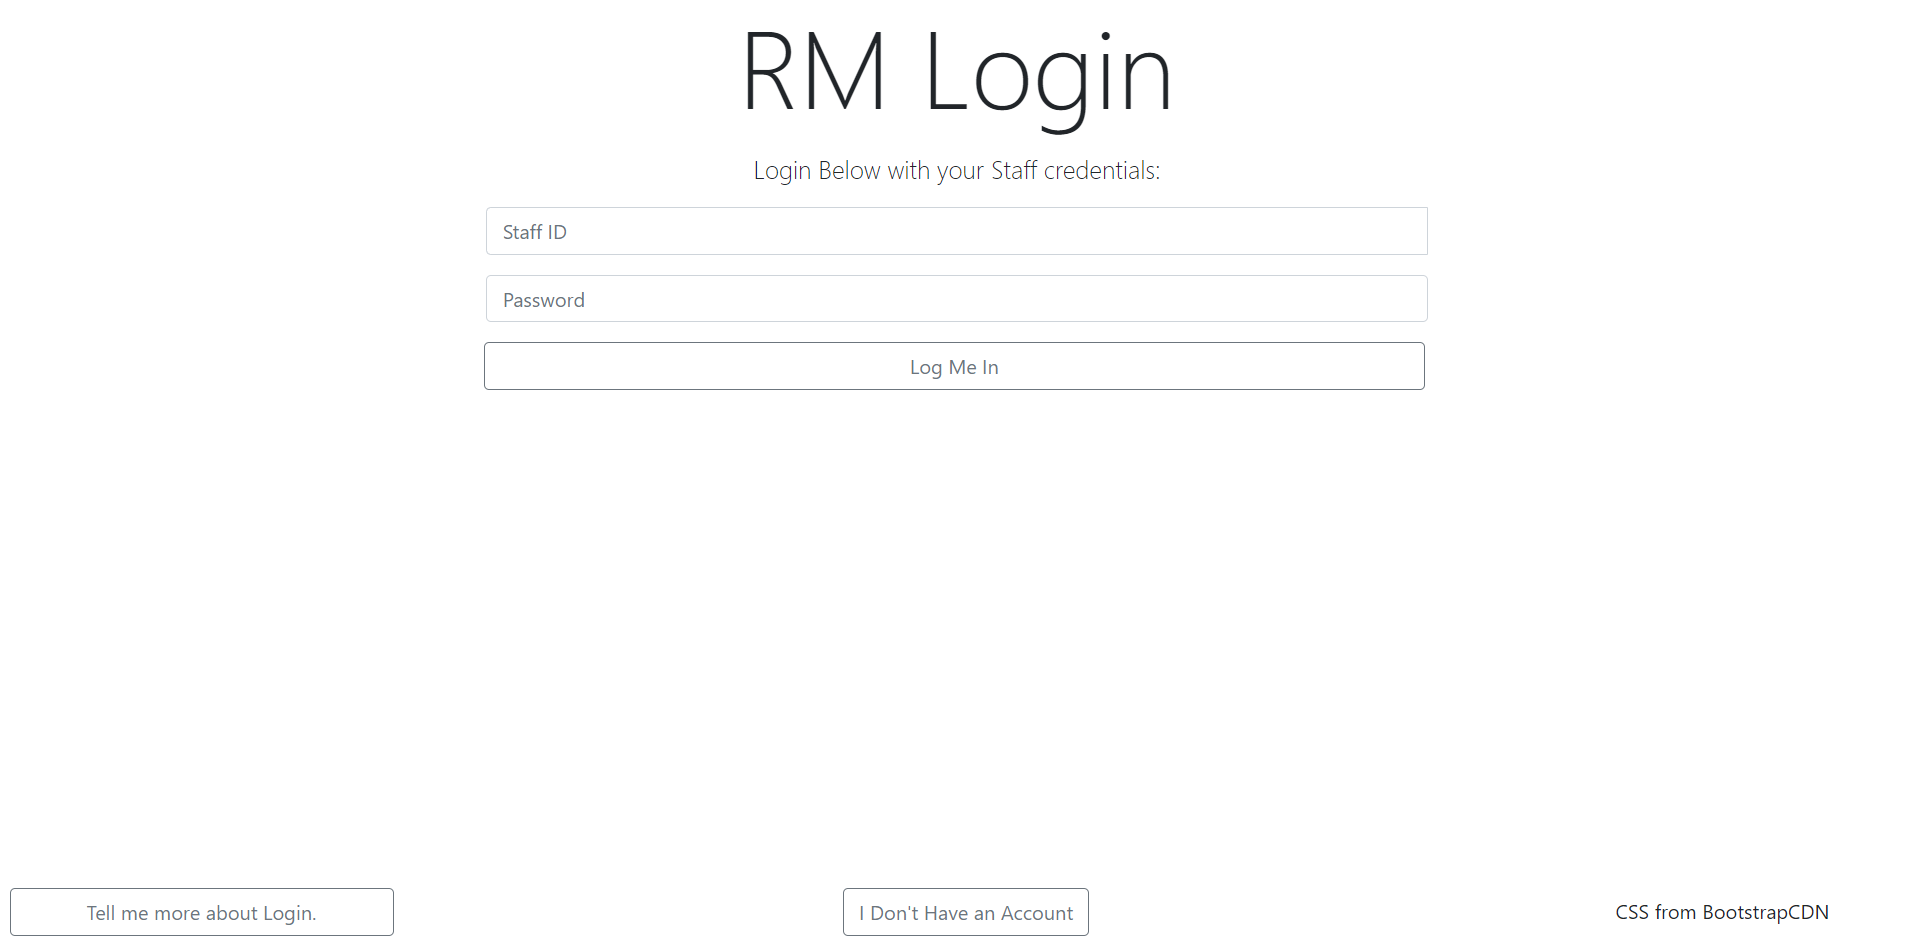 RM Login
Login Below with your Staff credentials:
Staff ID
Password
Log Me In
Tell me more about Login.
I Don't Have an Account
CSS from BootstrapCDN